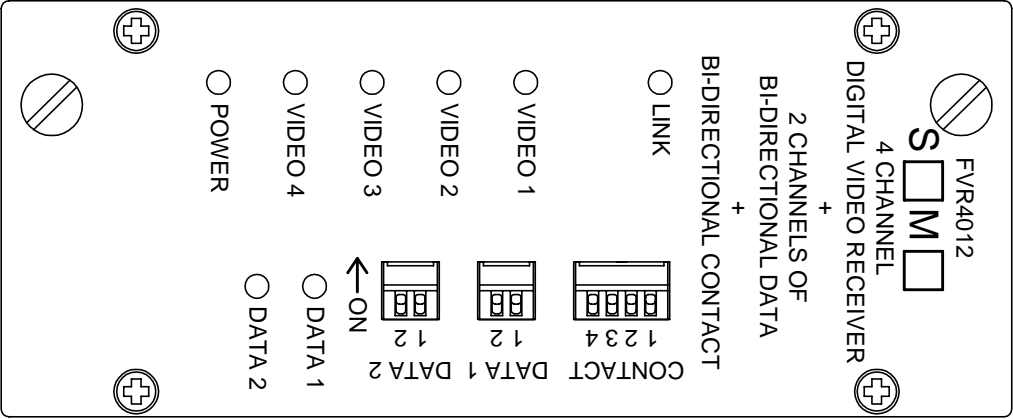 FVR4012
S M
4 CHANNEL
DIGITAL VIDEO RECEIVER
+
2 CHANNELS OF
BI-DIRECTIONAL DATA
+
BI-DIRECTIONAL CONTACT
LINK
VIDEO 1
VIDEO 2
VIDEO 3
VIDEO 4
POWER
CONTACT
1 2 3 4
DATA 1
1 2
DATA 2
1 2
←ON
DATA 1
DATA 2